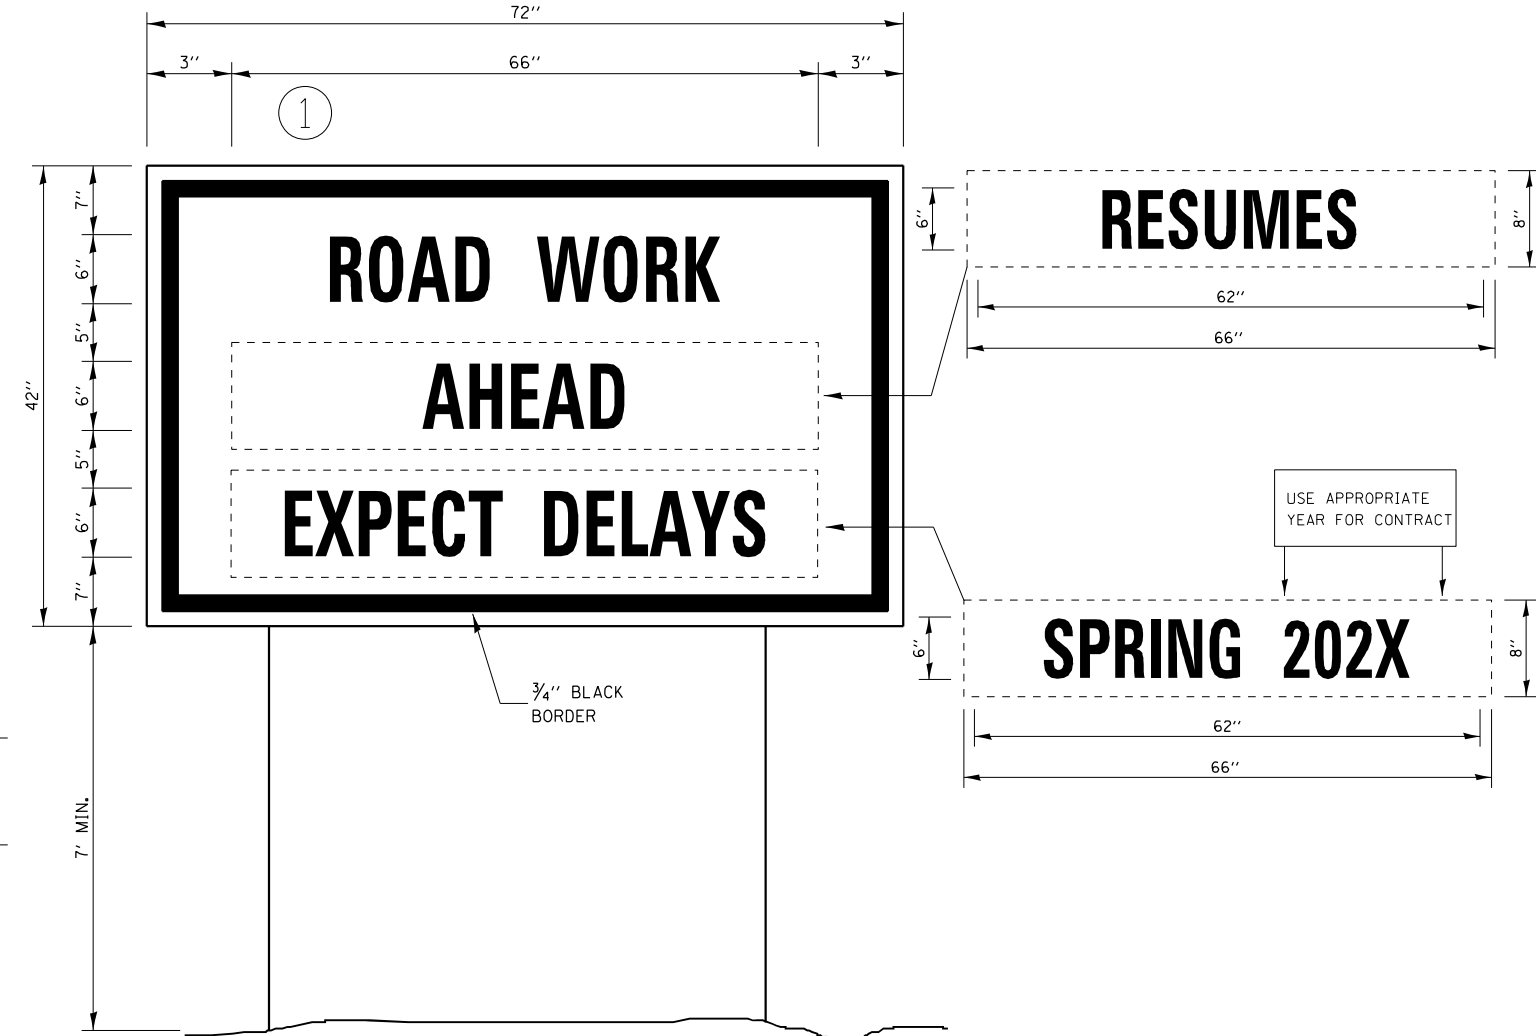 72''
3'' 66'' 3''
1
7''
6''
5''
6''
5''
6''
7''
42''
7' MIN.
ROAD WORK
AHEAD
EXPECT DELAYS
3/4'' BLACK
BORDER
6''
RESUMES
8''
62''
66''
USE APPROPRIATE
YEAR FOR CONTRACT
6''
SPRING 202X
8''
62''
66''